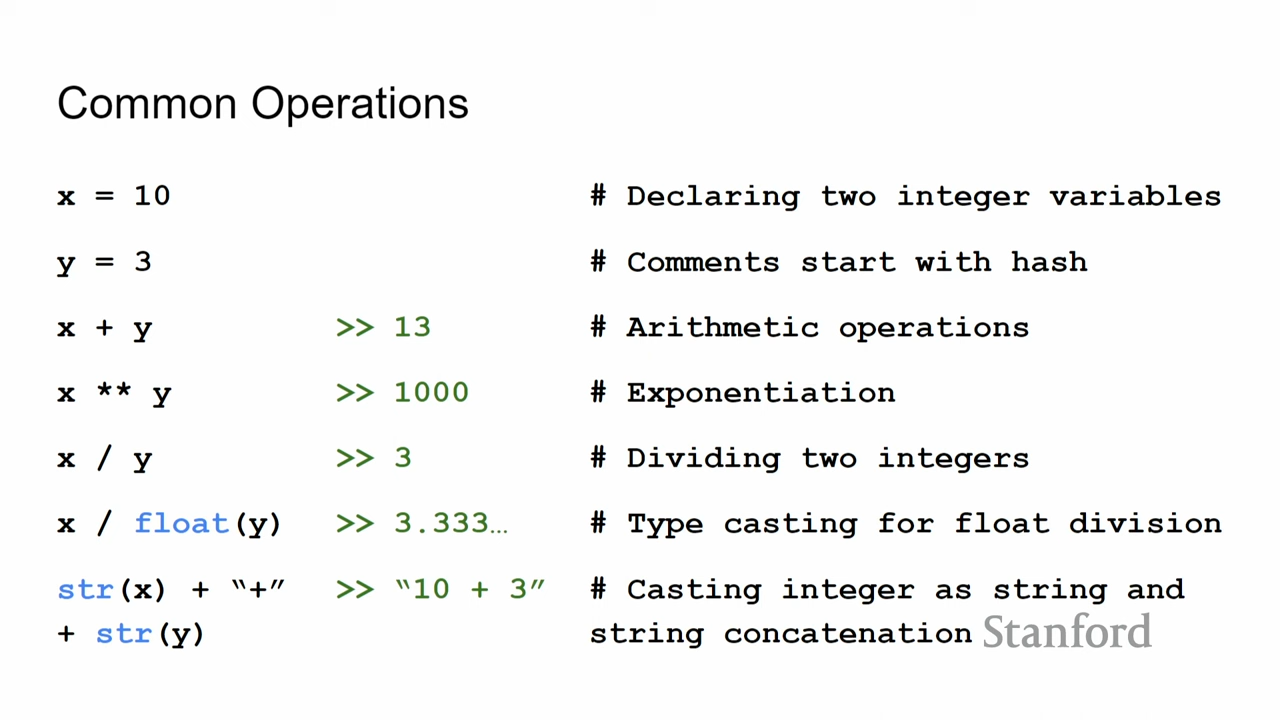 Common Operations
x = 10 # Declaring two integer variables
y = 3 # Comments start with hash
x + y >> 13 # Arithmetic operations
x ** y >> 1000 # Exponentiation
x / y >> 3 # Dividing two integers
x / float(y) >> 3.333… # Type casting for float division
str(x) + “+” >> “10 + 3” # Casting integer as string and
+ str(y) string concatenation Stanford